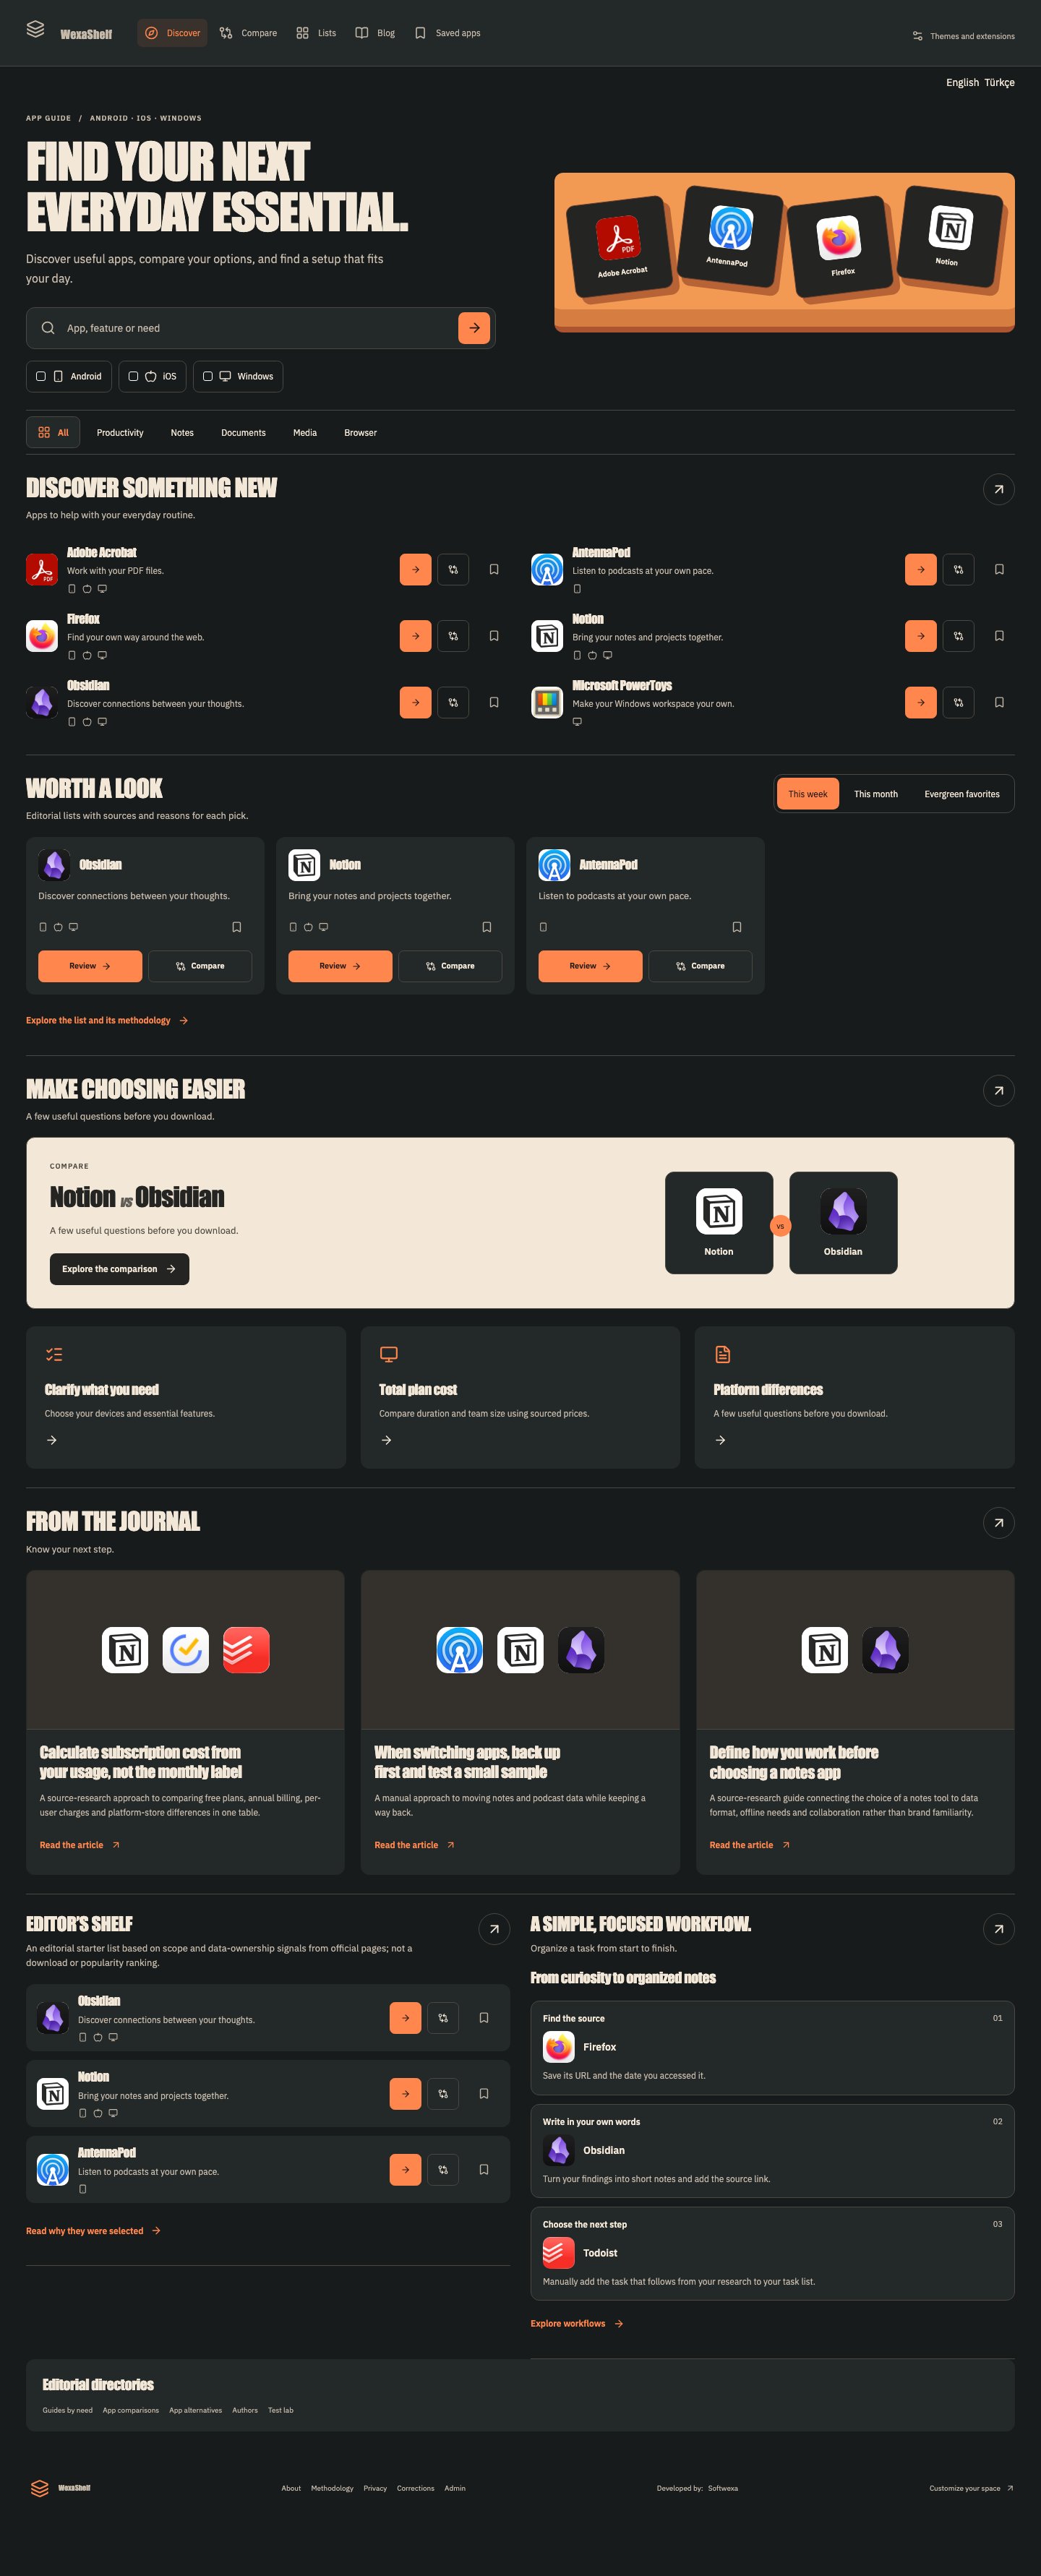 WexaShelf
Discover
Compare
Lists
Blog
Saved apps
Themes and extensions
English Türkçe
APP GUIDE / ANDROID · IOS · WINDOWS
FIND YOUR NEXT
EVERYDAY ESSENTIAL.
Discover useful apps, compare your options, and find a setup that fits
your day.
App, feature or need
Android
iOS
Windows
PDF
Adobe Acrobat
AntennaPod
Firefox
Notion
All
Productivity
Notes
Documents
Media
Browser
DISCOVER SOMETHING NEW
Apps to help with your everyday routine.
PDF
Adobe Acrobat
Work with your PDF files.
AntennaPod
Listen to podcasts at your own pace.
Firefox
Find your own way around the web.
Notion
Bring your notes and projects together.
Obsidian
Discover connections between your thoughts.
Microsoft PowerToys
Make your Windows workspace your own.
WORTH A LOOK
Editorial lists with sources and reasons for each pick.
This week
This month
Evergreen favorites
Obsidian
Discover connections between your thoughts.
Review
Compare
Notion
Bring your notes and projects together.
Review
Compare
AntennaPod
Listen to podcasts at your own pace.
Review
Compare
Explore the list and its methodology
MAKE CHOOSING EASIER
A few useful questions before you download.
COMPARE
Notion vs Obsidian
A few useful questions before you download.
Explore the comparison
Notion
vs
Obsidian
Clarify what you need
Choose your devices and essential features.
Total plan cost
Compare duration and team size using sourced prices.
Platform differences
A few useful questions before you download.
FROM THE JOURNAL
Know your next step.
Calculate subscription cost from
your usage, not the monthly label
A source-research approach to comparing free plans, annual billing, per-
user charges and platform-store differences in one table.
Read the article
When switching apps, back up
first and test a small sample
A manual approach to moving notes and podcast data while keeping a
way back.
Read the article
Define how you work before
choosing a notes app
A source-research guide connecting the choice of a notes tool to data
format, offline needs and collaboration rather than brand familiarity.
Read the article
EDITOR'S SHELF
An editorial starter list based on scope and data-ownership signals from official pages; not a
download or popularity ranking.
Obsidian
Discover connections between your thoughts.
Notion
Bring your notes and projects together.
AntennaPod
Listen to podcasts at your own pace.
Read why they were selected
A SIMPLE, FOCUSED WORKFLOW.
Organize a task from start to finish.
From curiosity to organized notes
Find the source
01
Firefox
Save its URL and the date you accessed it.
Write in your own words
02
Obsidian
Turn your findings into short notes and add the source link.
Choose the next step
03
Todoist
Manually add the task that follows from your research to your task list.
Explore workflows
Editorial directories
Guides by need
App comparisons
App alternatives
Authors
Test lab
WexaShelf
About
Methodology
Privacy
Corrections
Admin
Developed by: Softwexa
Customize your space